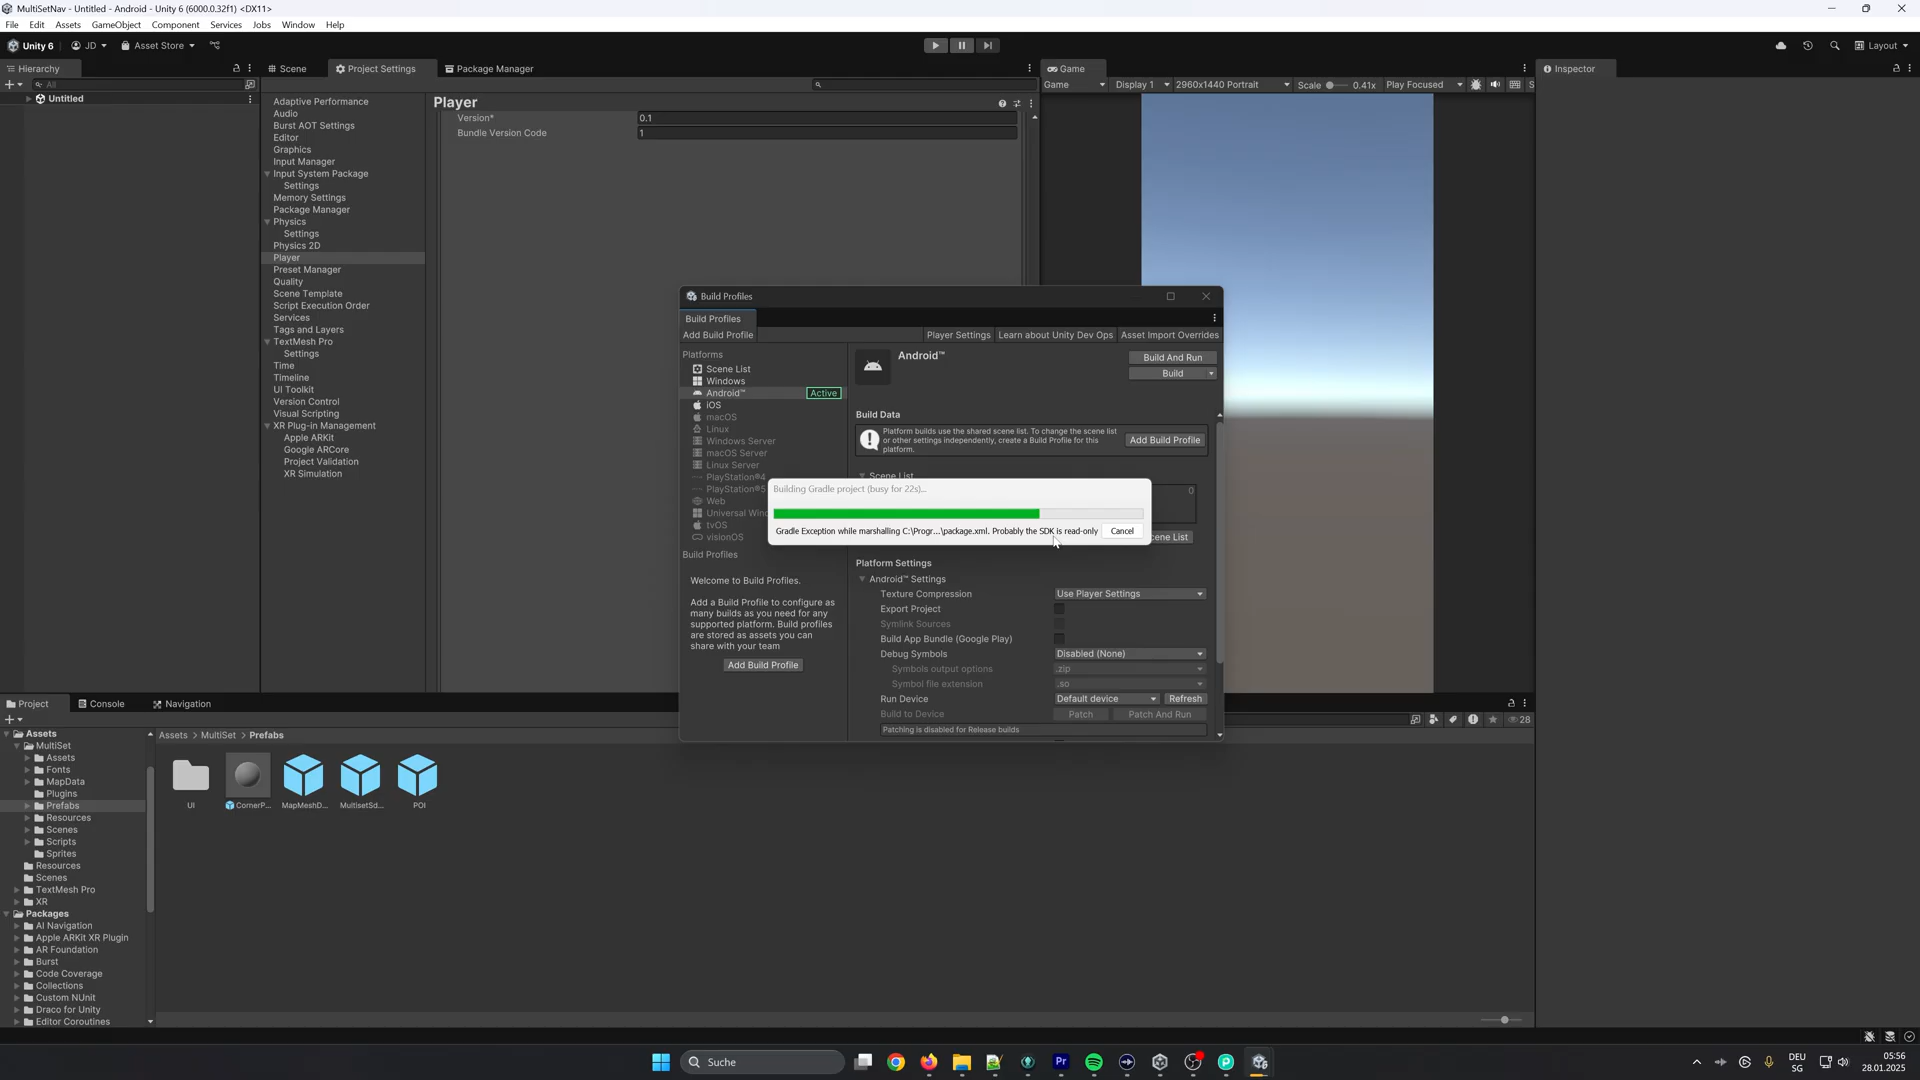 MultiSetNav - Untitled - Android - Unity 6 (6000.0.32f1) <DX11>
File Edit Assets GameObject Component Services Jobs Window Help
Unity 6 JD Asset Store
Layout
Hierarchy
All
Untitled
Scene Project Settings Package Manager
Adaptive Performance
Audio
Burst AOT Settings
Editor
Graphics
Input Manager
Input System Package
Settings
Memory Settings
Package Manager
Physics
Settings
Physics 2D
Player
Preset Manager
Quality
Scene Template
Script Execution Order
Services
Tags and Layers
TextMesh Pro
Settings
Time
Timeline
UI Toolkit
Version Control
Visual Scripting
XR Plug-in Management
Apple ARKit
Google ARCore
Project Validation
XR Simulation
Player
Version* 0.1
Bundle Version Code 1
Game
Game Display 1 2960x1440 Portrait Scale 0.41x Play Focused S
Inspector
Build Profiles
Build Profiles
Add Build Profile Player Settings Learn about Unity Dev Ops Asset Import Overrides
Platforms
Scene List
Windows
Android™ Active
iOS
macOS
Linux
Windows Server
macOS Server
Linux Server
PlayStation®4
PlayStation®5
Web
Universal Wind
tvOS
visionOS
Build Profiles
Welcome to Build Profiles.
Add a Build Profile to configure as
many builds as you need for any
supported platform. Build profiles
are stored as assets you can
share with your team
Add Build Profile
Android™
Build And Run
Build
Build Data
Platform builds use the shared scene list. To change the scene list
or other settings independently, create a Build Profile for this
platform.
Add Build Profile
Scene List
0
cene List
Building Gradle project (busy for 22s)...
Gradle Exception while marshalling C:\Progr...\package.xml. Probably the SDK is read-only
Cancel
Platform Settings
Android™ Settings
Texture Compression Use Player Settings
Export Project
Symlink Sources
Build App Bundle (Google Play)
Debug Symbols Disabled (None)
Symbols output options .zip
Symbol file extension .so
Run Device Default device Refresh
Build to Device Patch Patch And Run
Patching is disabled for Release builds
Project Console Navigation
28
Assets
MultiSet
Assets
Fonts
MapData
Plugins
Prefabs
Resources
Scenes
Scripts
Sprites
Resources
Scenes
TextMesh Pro
XR
Packages
AI Navigation
Apple ARKit XR Plugin
AR Foundation
Burst
Code Coverage
Collections
Custom NUnit
Draco for Unity
Editor Coroutines
Assets > MultiSet > Prefabs
UI CornerP... MapMeshD... MultisetSd... POI
Suche
Pr
DEU
SG
05:56
28.01.2025